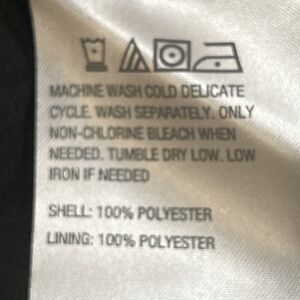 MACHINE WASH COLD DELICATE
CYCLE. WASH SEPARATELY. ONLY
NON-CHLORINE BLEACH WHEN
NEEDED. TUMBLE DRY LOW. LOW
IRON IF NEEDED
SHELL: 100% POLYESTER
LINING: 100% POLYESTER